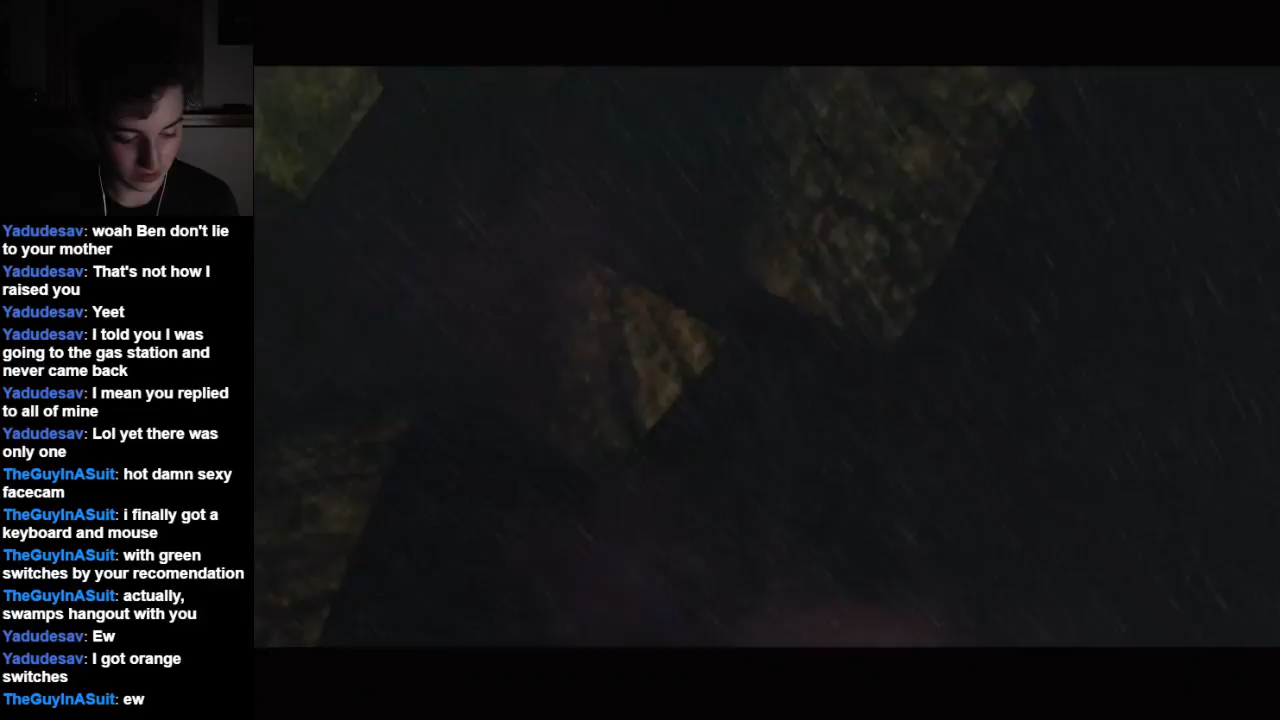 Yadudesav: woah Ben don't lie
to your mother
Yadudesav: That's not how I
raised you
Yadudesav: Yeet
Yadudesav: I told you I was
going to the gas station and
never came back
Yadudesav: I mean you replied
to all of mine
Yadudesav: Lol yet there was
only one
TheGuyInASuit: hot damn sexy
facecam
TheGuyInASuit: i finally got a
keyboard and mouse
TheGuyInASuit: with green
switches by your recomendation
TheGuyInASuit: actually,
swamps hangout with you
Yadudesav: Ew
Yadudesav: I got orange
switches
TheGuyInASuit: ew